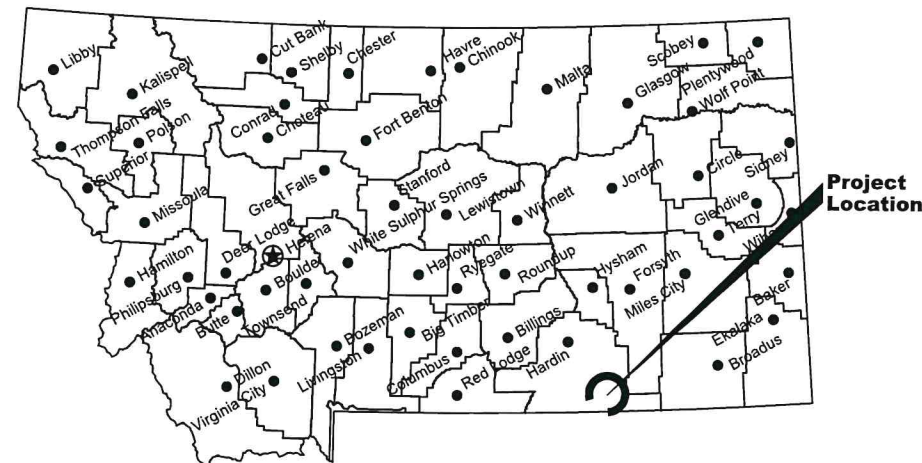 Libby
Cut Bank
Shelby
Chester
Havre
Chinook
Scobey
Plentywood
Kalispell
Malta
Glasgow
Wolf Point
Conrad
Choteau
Fort Benton
Thompson Falls
Polson
Superior
Sidney
Circle
Jordan
Great Falls
Stanford
Lewistown
Winnett
Missoula
Glendive
Project
Location
Terry
Deer Lodge
Helena
White Sulphur Springs
Hamilton
Philipsburg
Boulder
Harlowton
Ryegate
Roundup
Hysham
Forsyth
Miles City
Baker
Anaconda
Butte
Townsend
Ekalaka
Bozeman
Big Timber
Billings
Livingston
Columbus
Red Lodge
Hardin
Broadus
Dillon
Virginia City